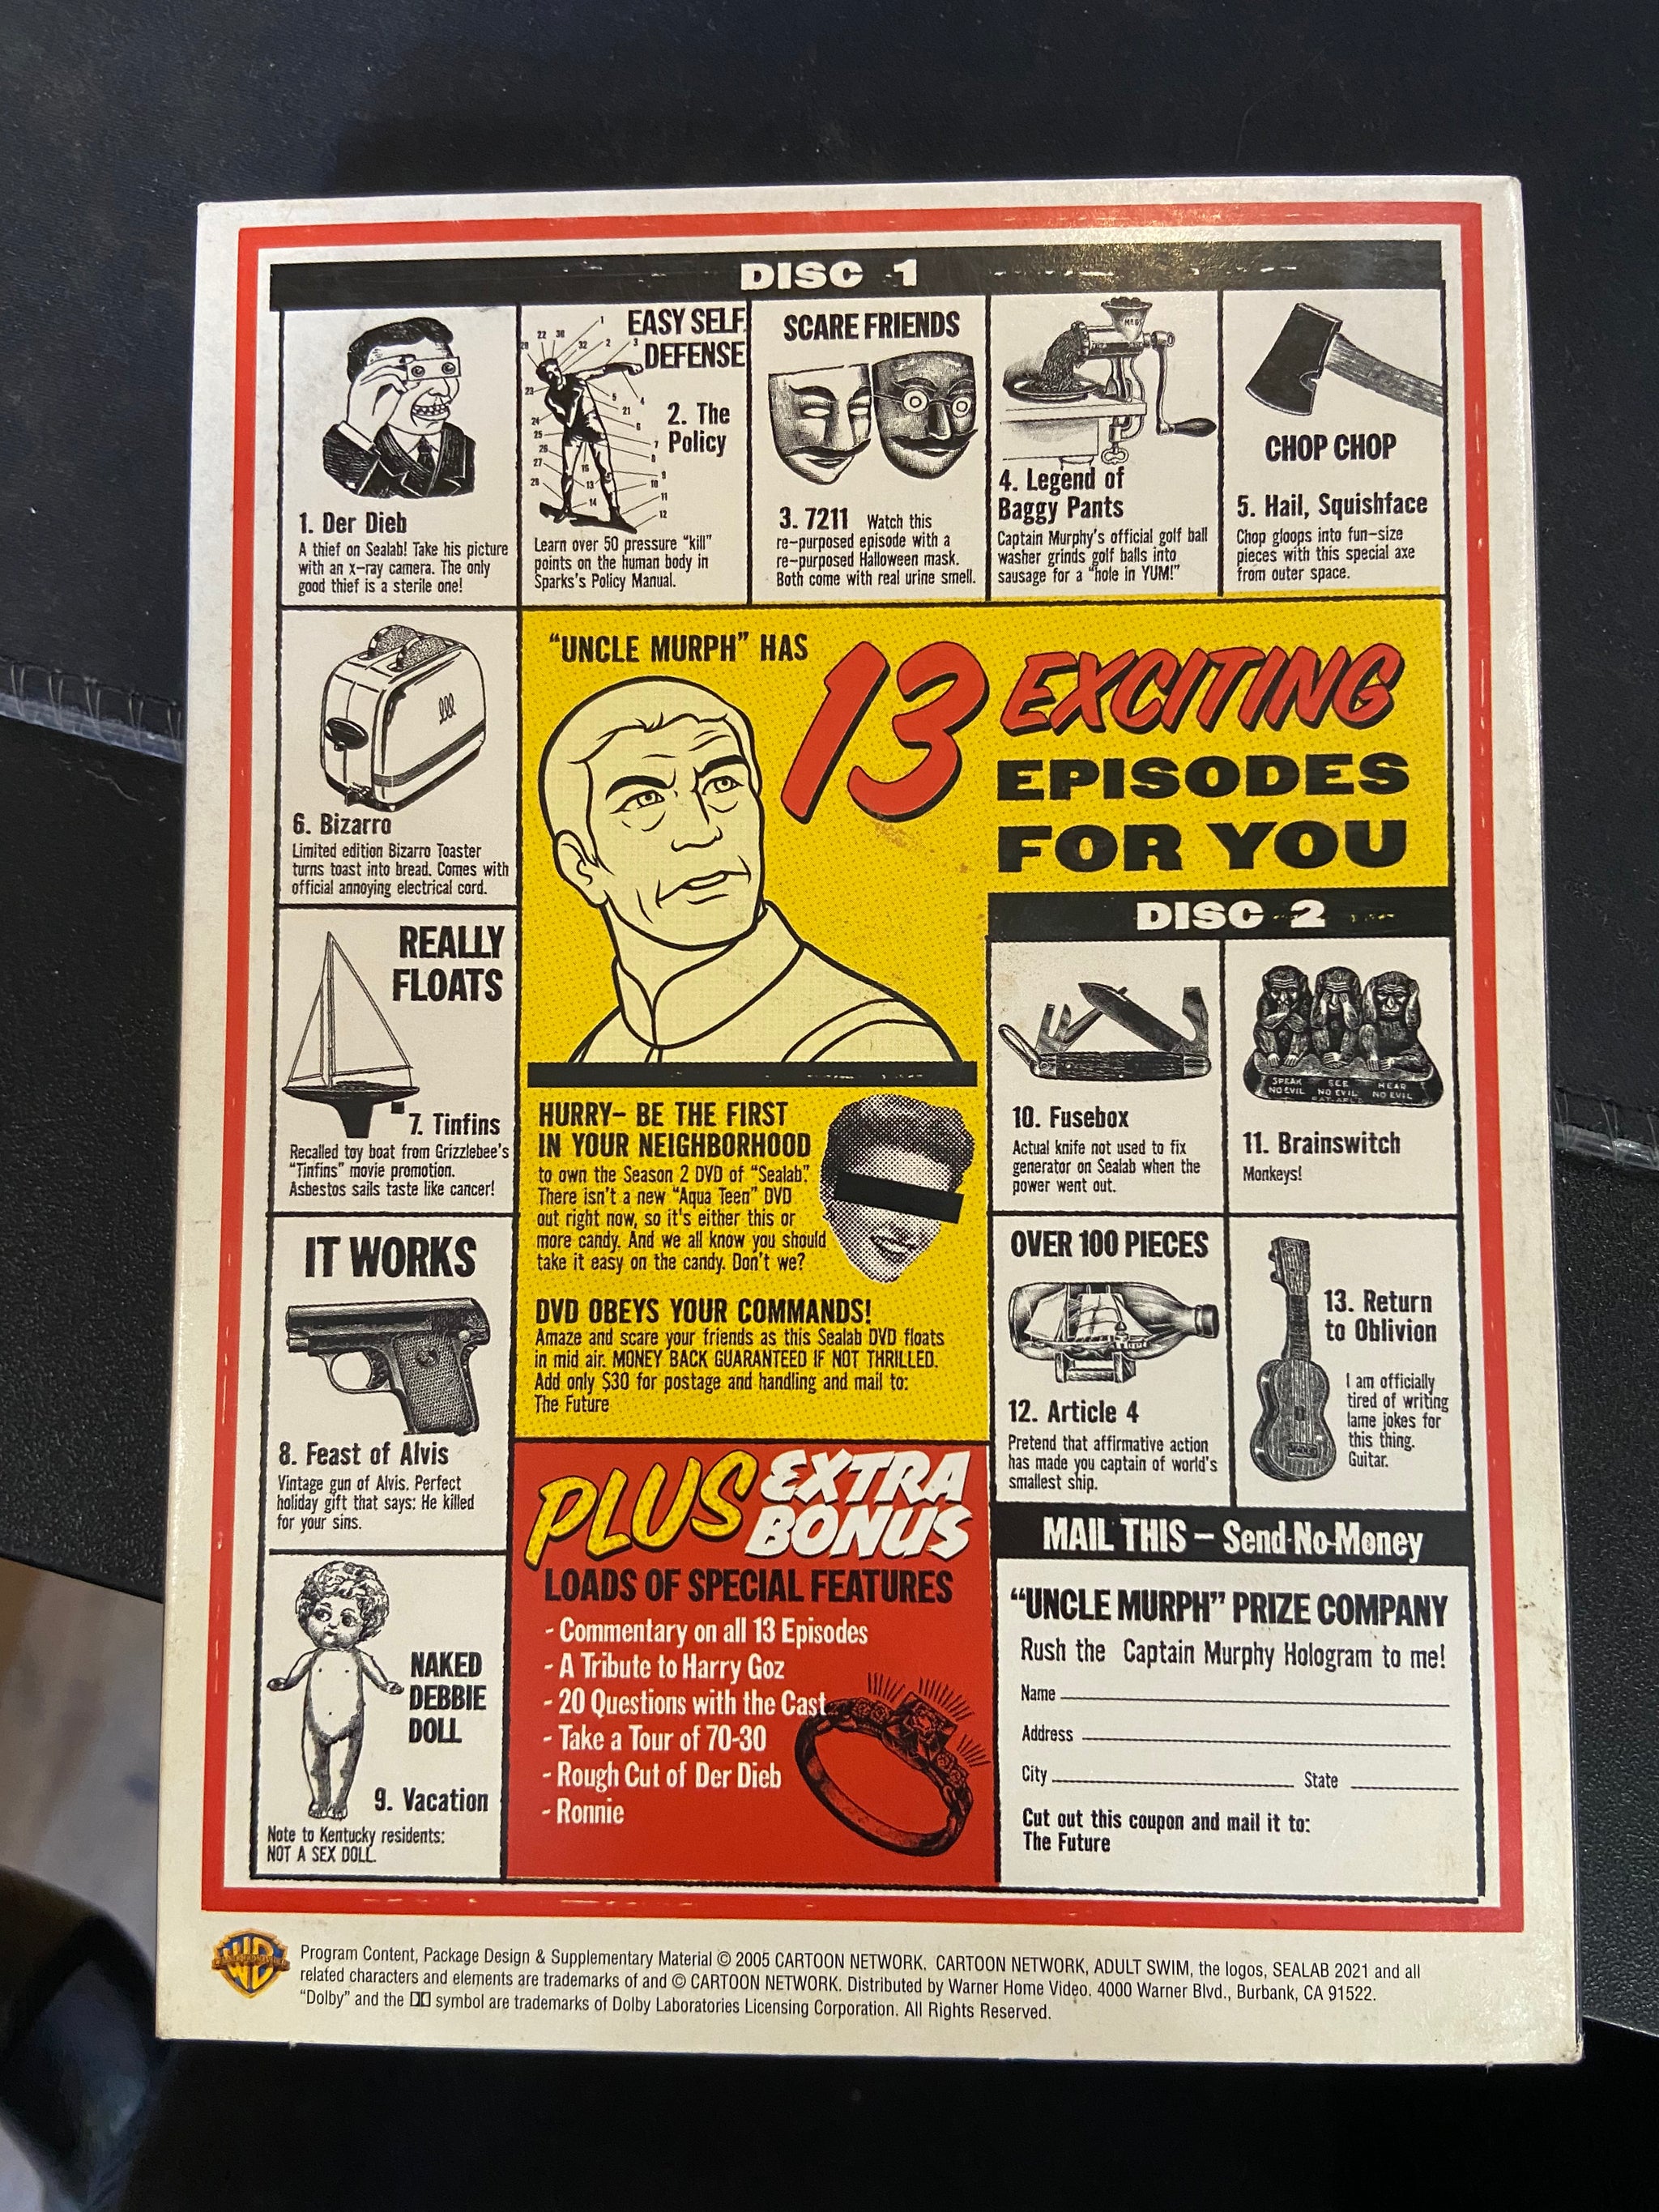 DISC 1
1. Der Dieb
A thief on Sealab! Take his picture
with an x-ray camera. The only
good thief is a sterile one!
EASY SELF
DEFENSE
2. The
Policy
Learn over 50 pressure "kill"
points on the human body in
Sparks's Policy Manual.
SCARE FRIENDS
3. 7211 Watch this
re-purposed episode with a
re-purposed Halloween mask.
Both come with real urine smell.
4. Legend of
Baggy Pants
Captain Murphy's official golf ball
washer grinds golf balls into
sausage for a "hole in YUM!"
CHOP CHOP
5. Hail, Squishface
Chop gloops into fun-size
pieces with this special axe
from outer space.
6. Bizarro
Limited edition Bizarro Toaster
turns toast into bread. Comes with
official annoying electrical cord.
REALLY
FLOATS
7. Tinfins
Recalled toy boat from Grizzlebee's
"Tinfins" movie promotion.
Asbestos sails taste like cancer!
IT WORKS
8. Feast of Alvis
Vintage gun of Alvis. Perfect
holiday gift that says: He killed
for your sins.
NAKED
DEBBIE
DOLL
9. Vacation
Note to Kentucky residents:
NOT A SEX DOLL.
"UNCLE MURPH" HAS
13 EXCITING
EPISODES
FOR YOU
HURRY- BE THE FIRST
IN YOUR NEIGHBORHOOD
to own the Season 2 DVD of "Sealab."
There isn't a new "Aqua Teen" DVD
out right now, so it's either this or
more candy. And we all know you should
take it easy on the candy. Don't we?
DVD OBEYS YOUR COMMANDS!
Amaze and scare your friends as this Sealab DVD floats
in mid air. MONEY BACK GUARANTEED IF NOT THRILLED.
Add only $30 for postage and handling and mail to:
The Future
DISC 2
10. Fusebox
Actual knife not used to fix
generator on Sealab when the
power went out.
SPEAK NO EVIL
SEE NO EVIL
HEAR NO EVIL
11. Brainswitch
Monkeys!
OVER 100 PIECES
12. Article 4
Pretend that affirmative action
has made you captain of world's
smallest ship.
13. Return
to Oblivion
I am officially
tired of writing
lame jokes for
this thing.
Guitar.
PLUS EXTRA
BONUS
LOADS OF SPECIAL FEATURES
- Commentary on all 13 Episodes
- A Tribute to Harry Goz
- 20 Questions with the Cast
- Take a Tour of 70-30
- Rough Cut of Der Dieb
- Ronnie
MAIL THIS – Send-No-Money
"UNCLE MURPH" PRIZE COMPANY
Rush the Captain Murphy Hologram to me!
Name
Address
City State
Cut out this coupon and mail it to:
The Future
WB
Program Content, Package Design & Supplementary Material © 2005 CARTOON NETWORK. CARTOON NETWORK, ADULT SWIM, the logos, SEALAB 2021 and all
related characters and elements are trademarks of and © CARTOON NETWORK. Distributed by Warner Home Video. 4000 Warner Blvd., Burbank, CA 91522.
"Dolby" and the symbol are trademarks of Dolby Laboratories Licensing Corporation. All Rights Reserved.